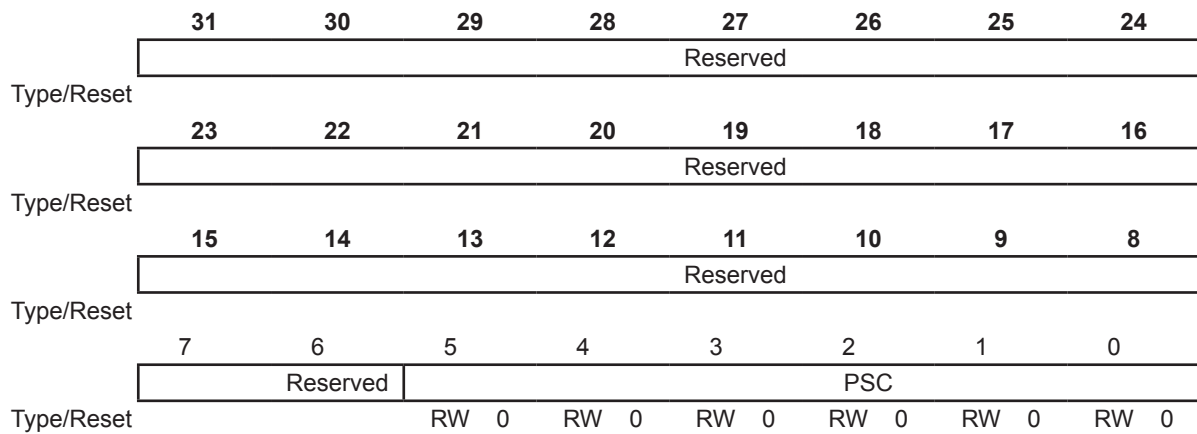 31 30 29 28 27 26 25 24
Reserved
Type/Reset
23 22 21 20 19 18 17 16
Reserved
Type/Reset
15 14 13 12 11 10 9 8
Reserved
Type/Reset
7 6 5 4 3 2 1 0
Reserved PSC
Type/Reset RW 0 RW 0 RW 0 RW 0 RW 0 RW 0